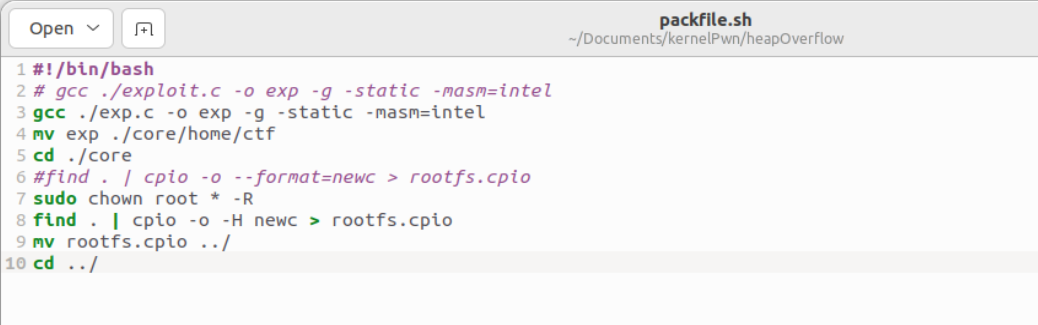 Open
packfile.sh
~/Documents/kernelPwn/heapOverflow
1 #!/bin/bash
2 # gcc ./exploit.c -o exp -g -static -masm=intel
3 gcc ./exp.c -o exp -g -static -masm=intel
4 mv exp ./core/home/ctf
5 cd ./core
6 #find . | cpio -o --format=newc > rootfs.cpio
7 sudo chown root * -R
8 find . | cpio -o -H newc > rootfs.cpio
9 mv rootfs.cpio ../
10 cd ../